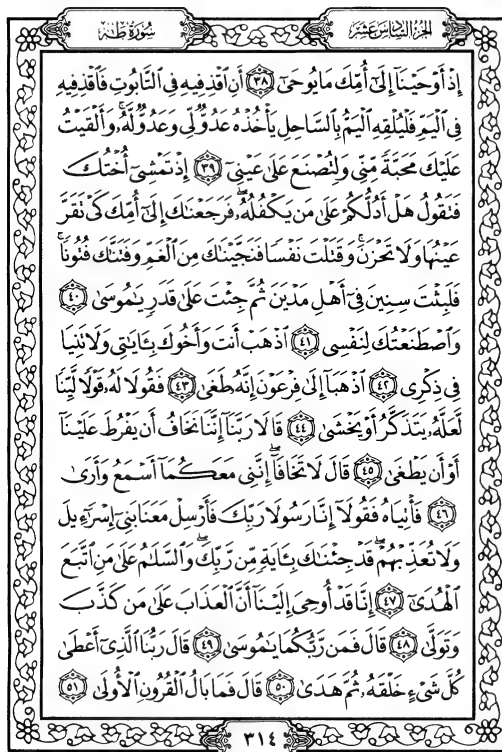 الجزء السادس عشر
سورة طه
إِذْ أَوْحَيْنَآ إِلَىٰٓ أُمِّكَ مَا يُوحَىٰٓ ٣٨ أَنِ ٱقْذِفِيهِ فِى ٱلتَّابُوتِ فَٱقْذِفِيهِ
فِى ٱلْيَمِّ فَلْيُلْقِهِ ٱلْيَمُّ بِٱلسَّاحِلِ يَأْخُذْهُ عَدُوٌّ لِّى وَعَدُوٌّ لَّهُۥ وَأَلْقَيْتُ
عَلَيْكَ مَحَبَّةً مِّنِّى وَلِتُصْنَعَ عَلَىٰ عَيْنِىٓ ٣٩ إِذْ تَمْشِىٓ أُخْتُكَ
فَتَقُولُ هَلْ أَدُلُّكُمْ عَلَىٰ مَن يَكْفُلُهُۥ فَرَجَعْنَٰكَ إِلَىٰٓ أُمِّكَ كَىْ تَقَرَّ
عَيْنُهَا وَلَا تَحْزَنَ وَقَتَلْتَ نَفْسًا فَنَجَّيْنَٰكَ مِنَ ٱلْغَمِّ وَفَتَنَّٰكَ فُتُونًا
فَلَبِثْتَ سِنِينَ فِىٓ أَهْلِ مَدْيَنَ ثُمَّ جِئْتَ عَلَىٰ قَدَرٍ يَٰمُوسَىٰ ٤٠
وَٱصْطَنَعْتُكَ لِنَفْسِى ٤١ ٱذْهَبْ أَنتَ وَأَخُوكَ بِـَٔايَٰتِى وَلَا تَنِيَا
فِى ذِكْرِى ٤٢ ٱذْهَبَآ إِلَىٰ فِرْعَوْنَ إِنَّهُۥ طَغَىٰ ٤٣ فَقُولَا لَهُۥ قَوْلًا لَّيِّنًا
لَّعَلَّهُۥ يَتَذَكَّرُ أَوْ يَخْشَىٰ ٤٤ قَالَا رَبَّنَآ إِنَّنَا نَخَافُ أَن يَفْرُطَ عَلَيْنَآ
أَوْ أَن يَطْغَىٰ ٤٥ قَالَ لَا تَخَافَآ إِنَّنِى مَعَكُمَآ أَسْمَعُ وَأَرَىٰ
٤٦ فَأْتِيَاهُ فَقُولَآ إِنَّا رَسُولَا رَبِّكَ فَأَرْسِلْ مَعَنَا بَنِىٓ إِسْرَٰٓءِيلَ
وَلَا تُعَذِّبْهُمْ قَدْ جِئْنَٰكَ بِـَٔايَةٍ مِّن رَّبِّكَ وَٱلسَّلَٰمُ عَلَىٰ مَنِ ٱتَّبَعَ
ٱلْهُدَىٰٓ ٤٧ إِنَّا قَدْ أُوحِىَ إِلَيْنَآ أَنَّ ٱلْعَذَابَ عَلَىٰ مَن كَذَّبَ
وَتَوَلَّىٰ ٤٨ قَالَ فَمَن رَّبُّكُمَا يَٰمُوسَىٰ ٤٩ قَالَ رَبُّنَا ٱلَّذِىٓ أَعْطَىٰ
كُلَّ شَىْءٍ خَلْقَهُۥ ثُمَّ هَدَىٰ ٥٠ قَالَ فَمَا بَالُ ٱلْقُرُونِ ٱلْأُولَىٰ ٥١
٣١٤